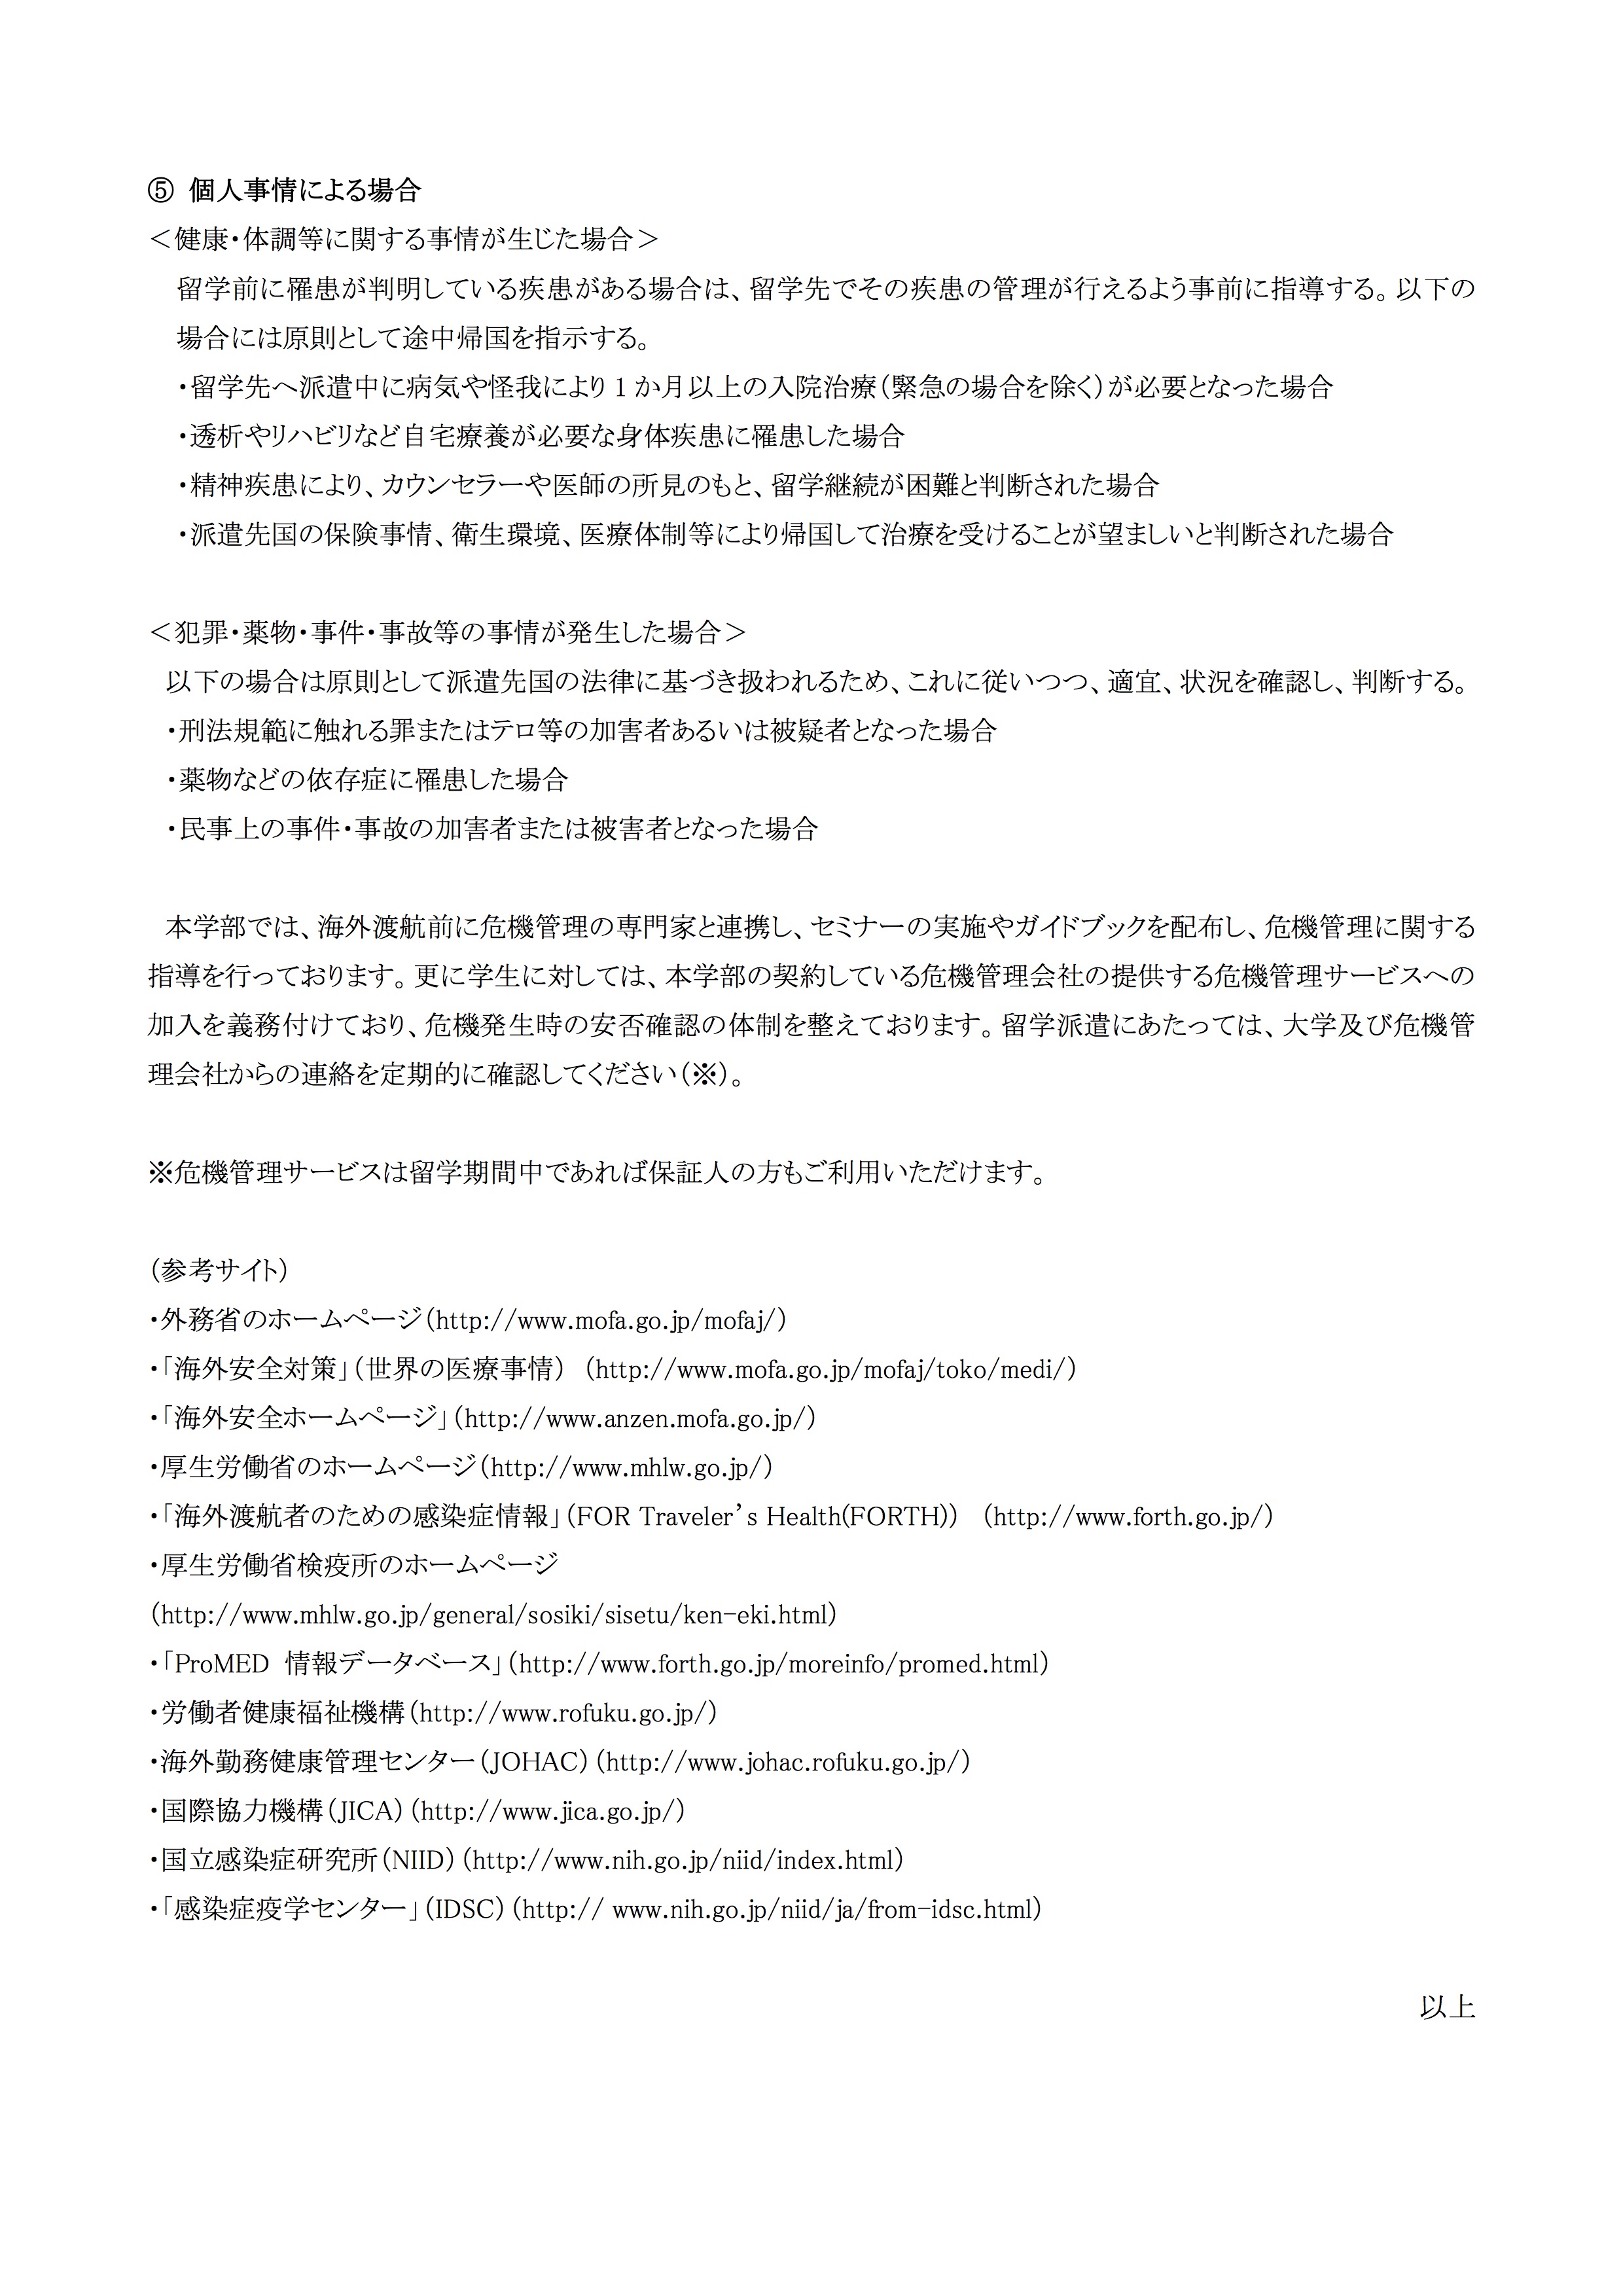 ⑤ 個人事情による場合
＜健康・体調等に関する事情が生じた場合＞
留学前に罹患が判明している疾患がある場合は、留学先でその疾患の管理が行えるよう事前に指導する。以下の
場合には原則として途中帰国を指示する。
・留学先へ派遣中に病気や怪我により 1 か月以上の入院治療（緊急の場合を除く）が必要となった場合
・透析やリハビリなど自宅療養が必要な身体疾患に罹患した場合
・精神疾患により、カウンセラーや医師の所見のもと、留学継続が困難と判断された場合
・派遣先国の保険事情、衛生環境、医療体制等により帰国して治療を受けることが望ましいと判断された場合
＜犯罪・薬物・事件・事故等の事情が発生した場合＞
以下の場合は原則として派遣先国の法律に基づき扱われるため、これに従いつつ、適宜、状況を確認し、判断する。
・刑法規範に触れる罪またはテロ等の加害者あるいは被疑者となった場合
・薬物などの依存症に罹患した場合
・民事上の事件・事故の加害者または被害者となった場合
本学部では、海外渡航前に危機管理の専門家と連携し、セミナーの実施やガイドブックを配布し、危機管理に関する
指導を行っております。更に学生に対しては、本学部の契約している危機管理会社の提供する危機管理サービスへの
加入を義務付けており、危機発生時の安否確認の体制を整えております。留学派遣にあたっては、大学及び危機管
理会社からの連絡を定期的に確認してください（※）。
※危機管理サービスは留学期間中であれば保証人の方もご利用いただけます。
（参考サイト）
・外務省のホームページ（http://www.mofa.go.jp/mofaj/）
・「海外安全対策」（世界の医療事情）（http://www.mofa.go.jp/mofaj/toko/medi/）
・「海外安全ホームページ」（http://www.anzen.mofa.go.jp/）
・厚生労働省のホームページ（http://www.mhlw.go.jp/）
・「海外渡航者のための感染症情報」（FOR Traveler’s Health(FORTH)）（http://www.forth.go.jp/）
・厚生労働省検疫所のホームページ
（http://www.mhlw.go.jp/general/sosiki/sisetu/ken-eki.html）
・「ProMED 情報データベース」（http://www.forth.go.jp/moreinfo/promed.html）
・労働者健康福祉機構（http://www.rofuku.go.jp/）
・海外勤務健康管理センター（JOHAC）（http://www.johac.rofuku.go.jp/）
・国際協力機構（JICA）（http://www.jica.go.jp/）
・国立感染症研究所（NIID）（http://www.nih.go.jp/niid/index.html）
・「感染症疫学センター」（IDSC）（http:// www.nih.go.jp/niid/ja/from-idsc.html）
以上